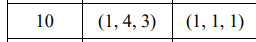 10 (1, 4, 3) (1, 1, 1)